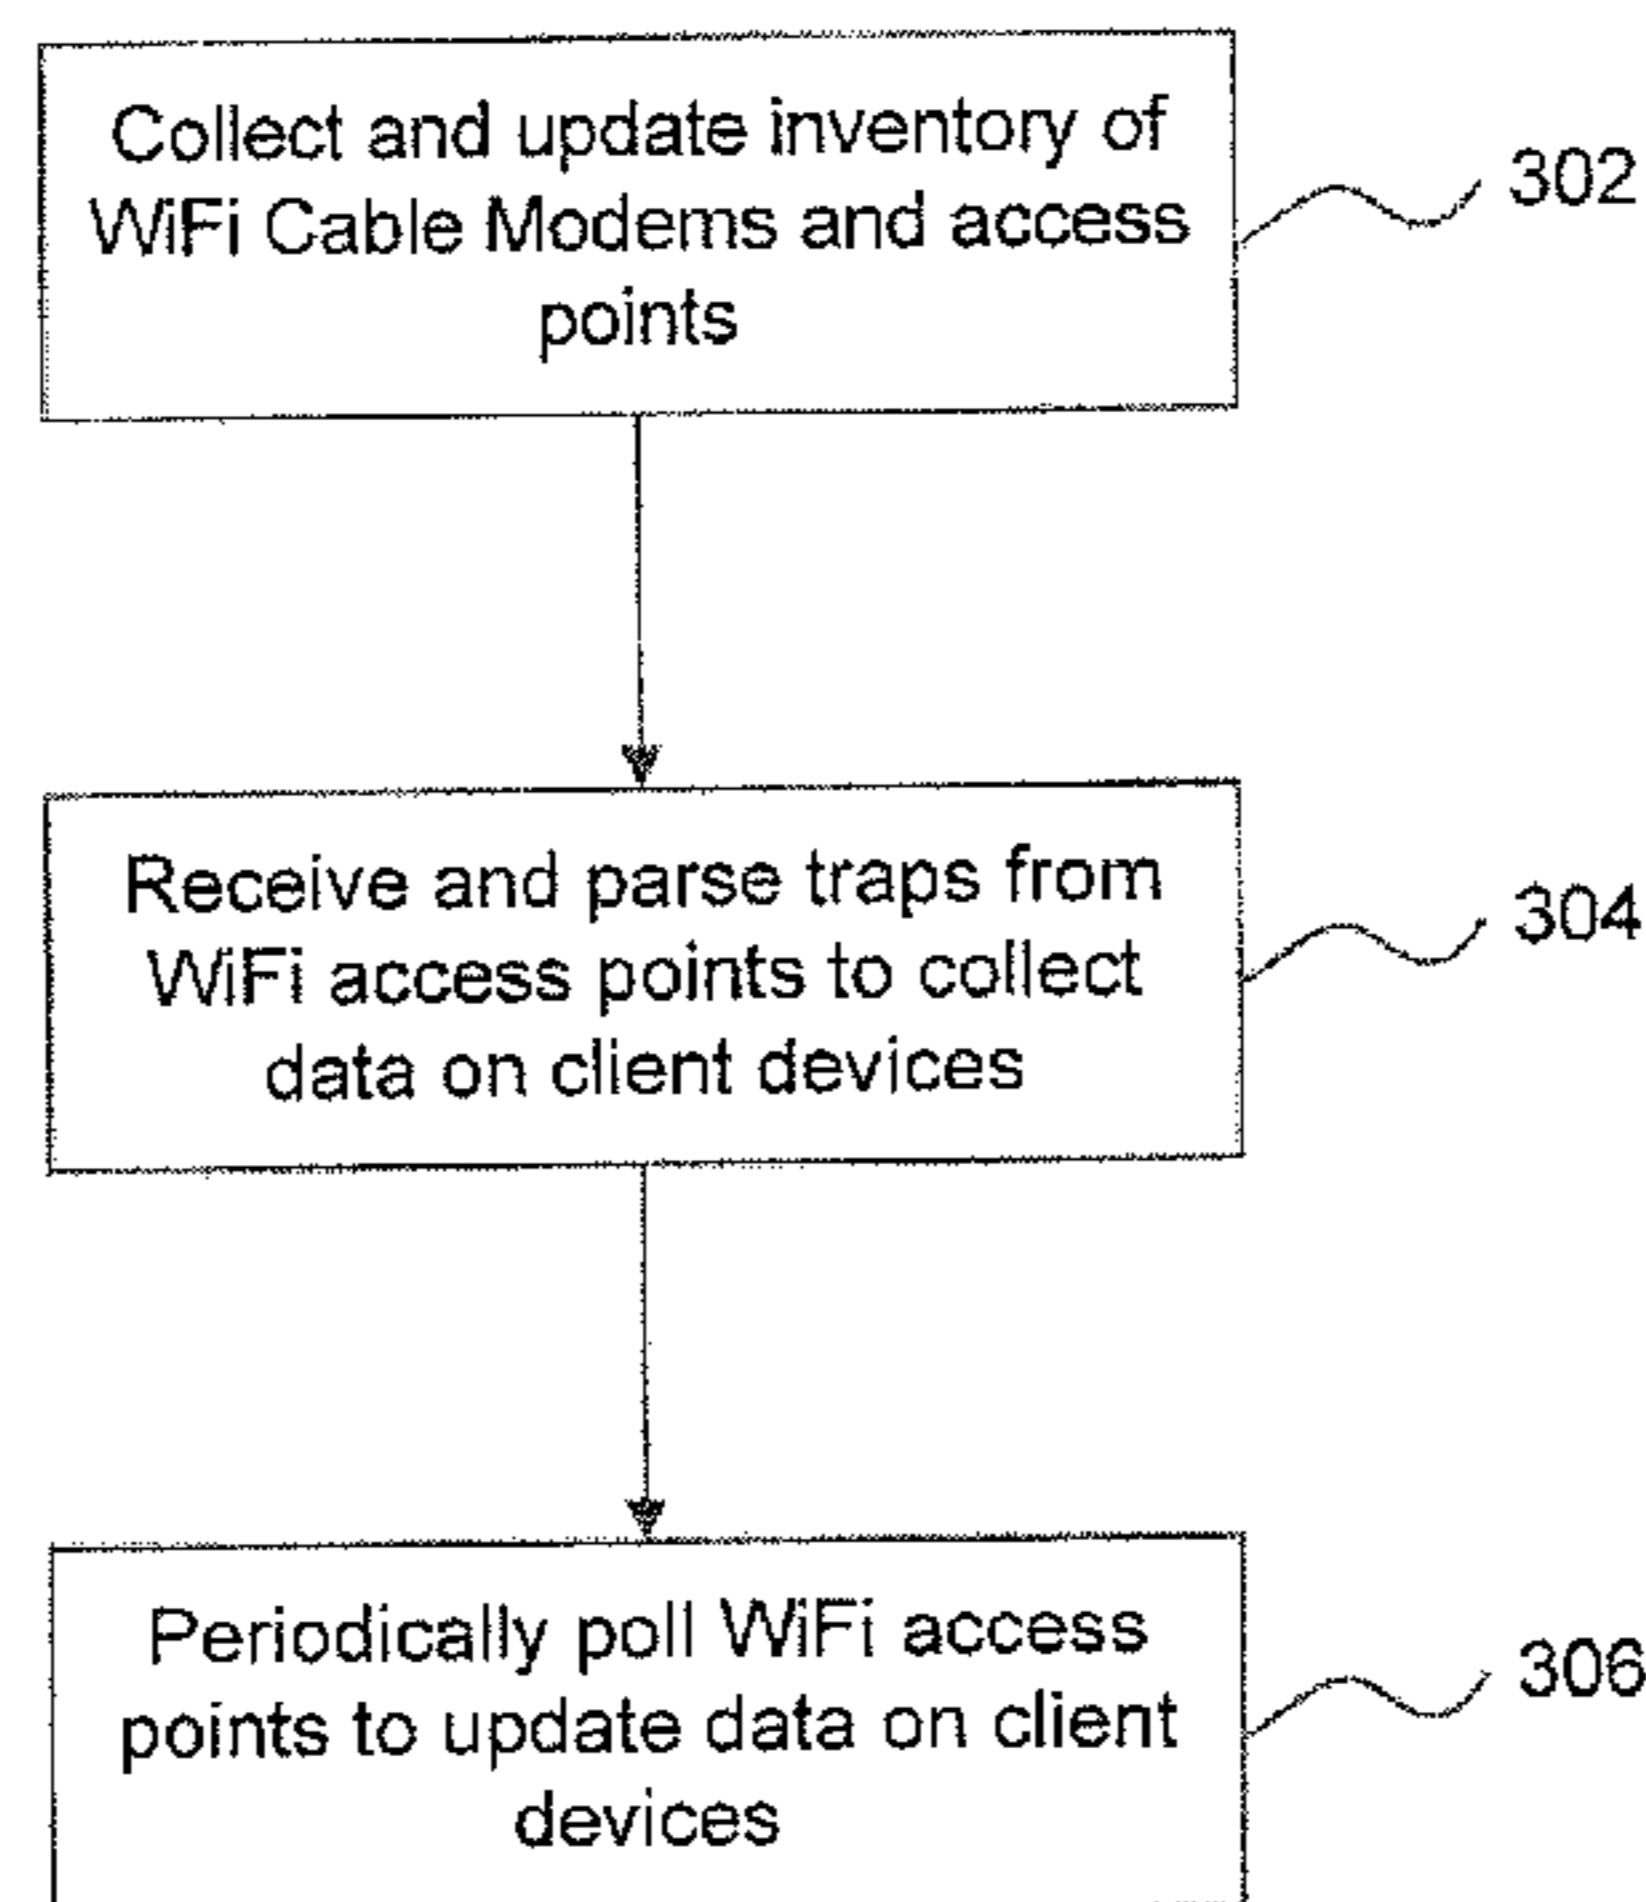 Collect and update inventory of
WiFi Cable Modems and access
points
302
Receive and parse traps from
WiFi access points to collect
data on client devices
304
Periodically poll WiFi access
points to update data on client
devices
306